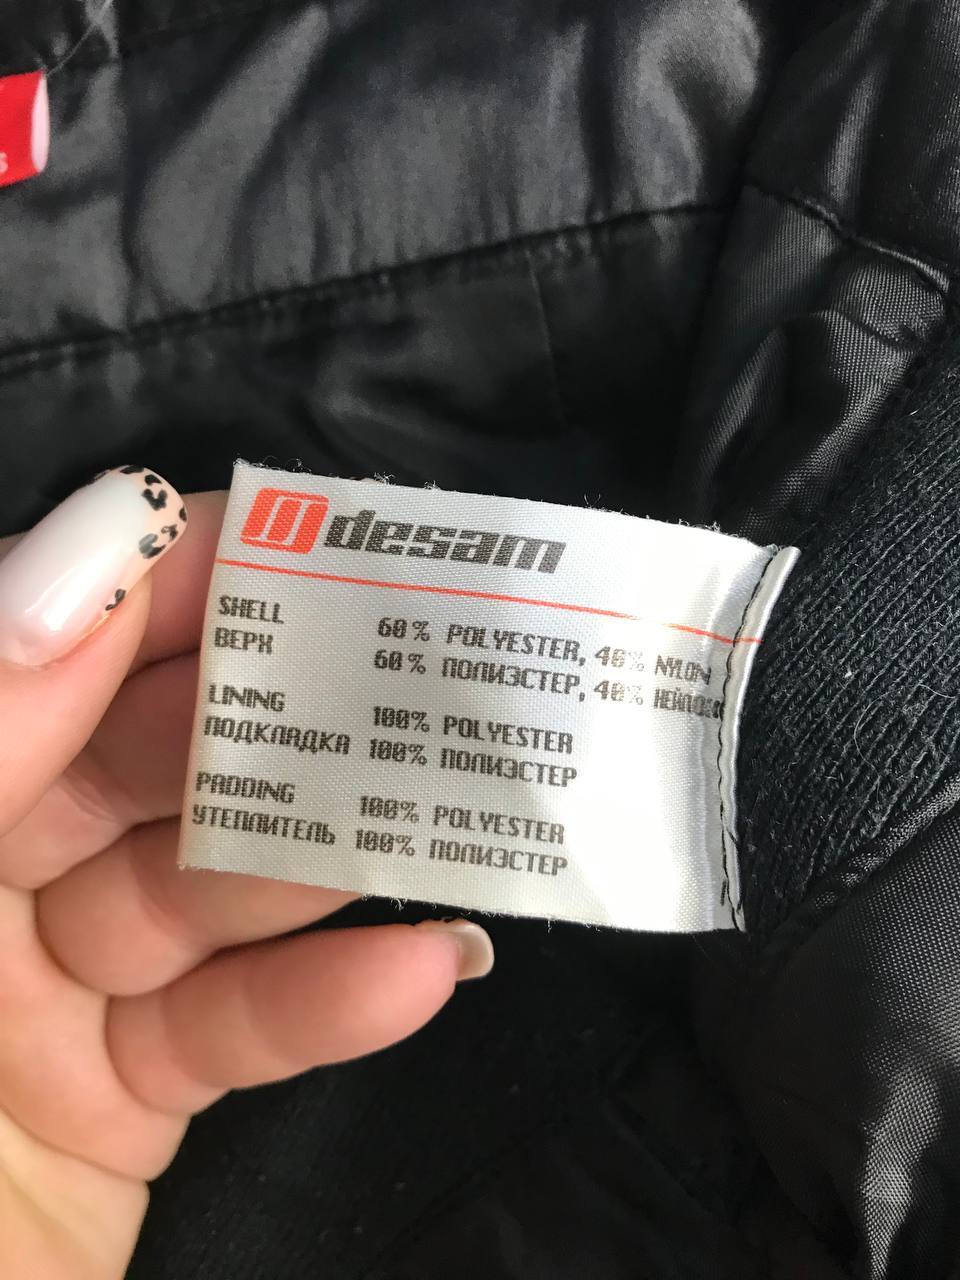 desam
SHELL 60% POLYESTER, 40% NYLON
ВЕРХ 60% ПОЛИЭСТЕР, 40%
LINING 100% POLYESTER
ПОДКЛАДКА 100% ПОЛИЭСТЕР
PADDING 100% POLYESTER
УТЕПЛИТЕЛЬ 100% ПОЛИЭСТЕР